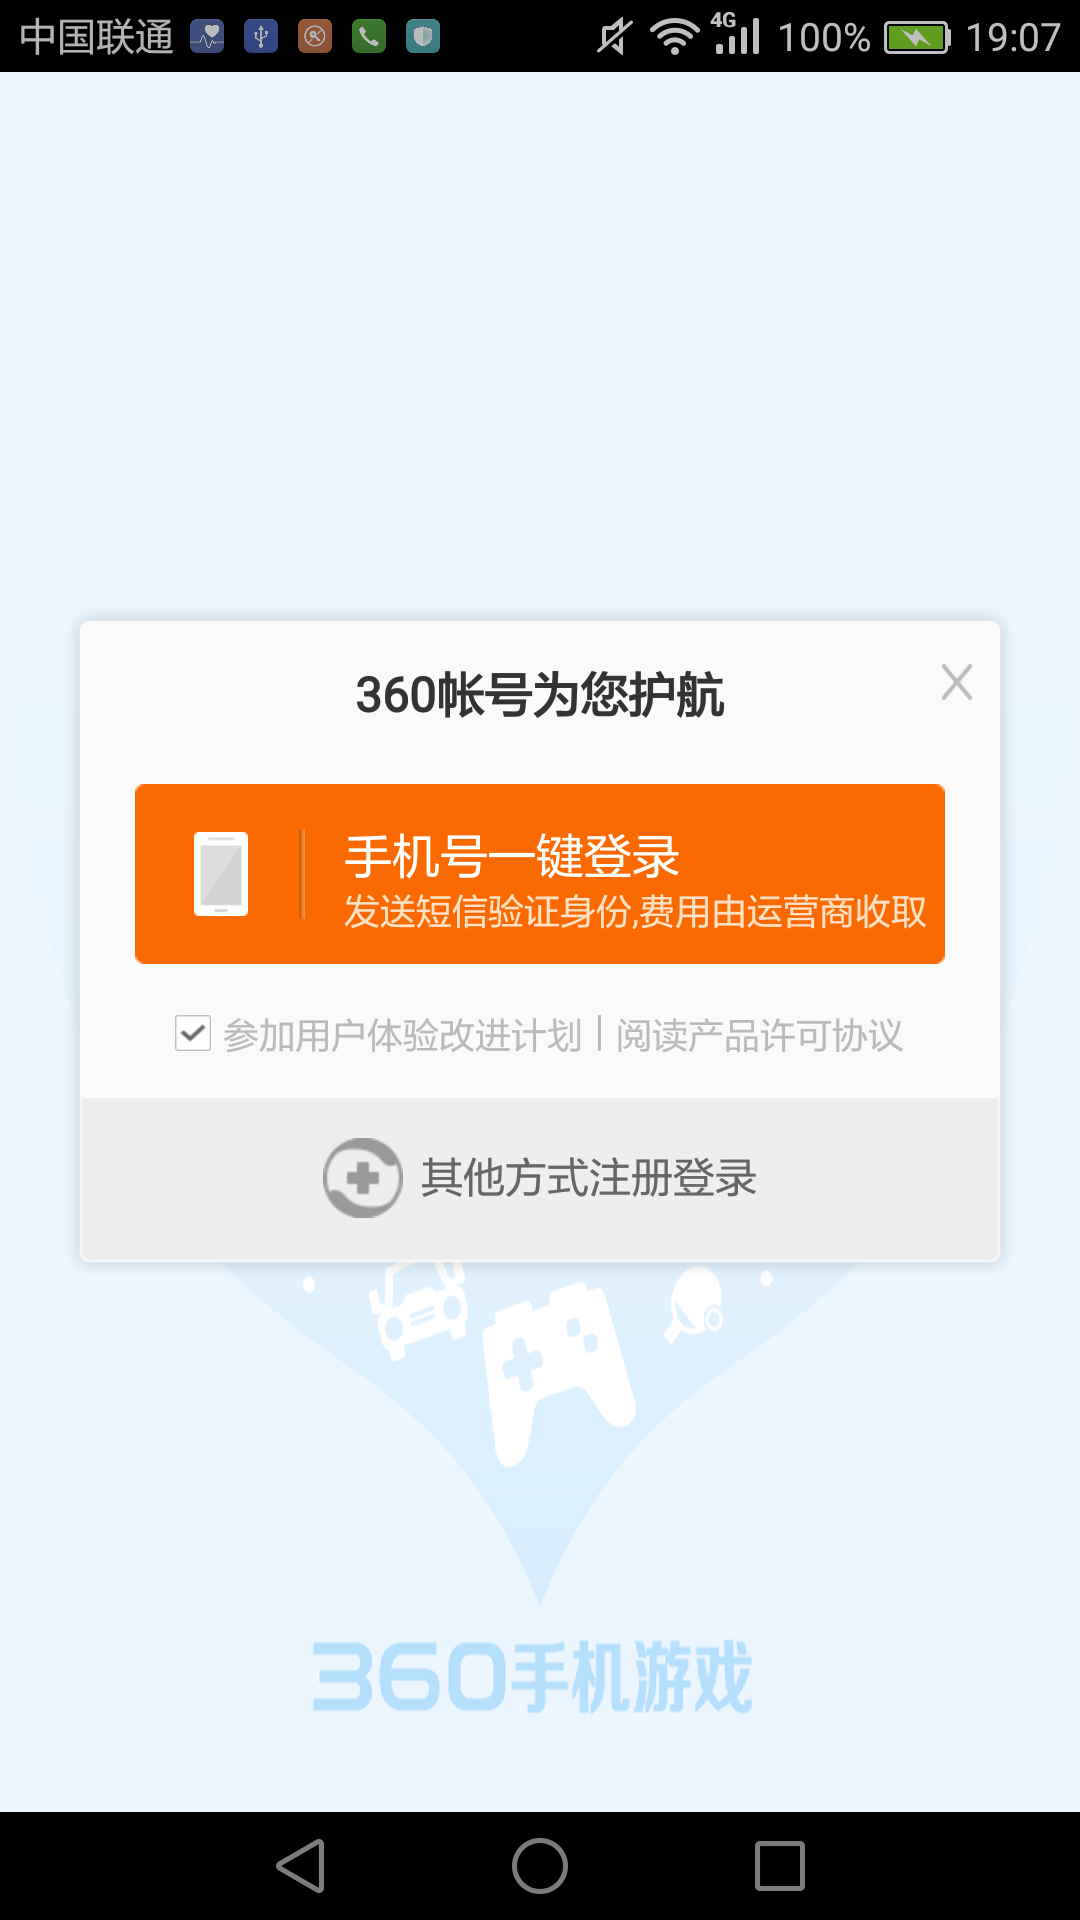 中国联通 4G 100% 19:07
360帐号为您护航
手机号一键登录
发送短信验证身份,费用由运营商收取
参加用户体验改进计划 | 阅读产品许可协议
其他方式注册登录
360手机游戏